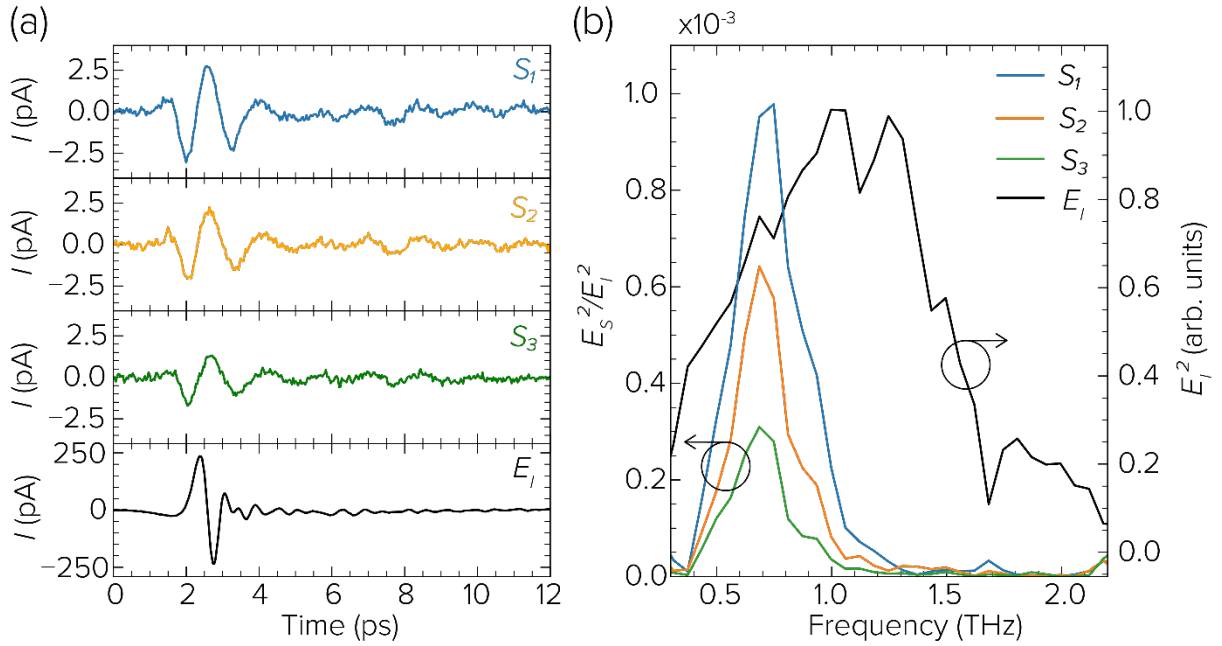 (a)
I (pA)
2.5
0.0
−2.5
S₁
I (pA)
2.5
0.0
−2.5
S₂
I (pA)
2.5
0.0
−2.5
S₃
I (pA)
250
0
−250
E_I
0 2 4 6 8 10 12
Time (ps)
(b)
x10⁻³
E_S²/E_I²
1.0
0.8
0.6
0.4
0.2
0.0
S₁
S₂
S₃
E_I
1.0
0.8
0.6
0.4
0.2
0.0
E_I² (arb. units)
0.5 1.0 1.5 2.0
Frequency (THz)